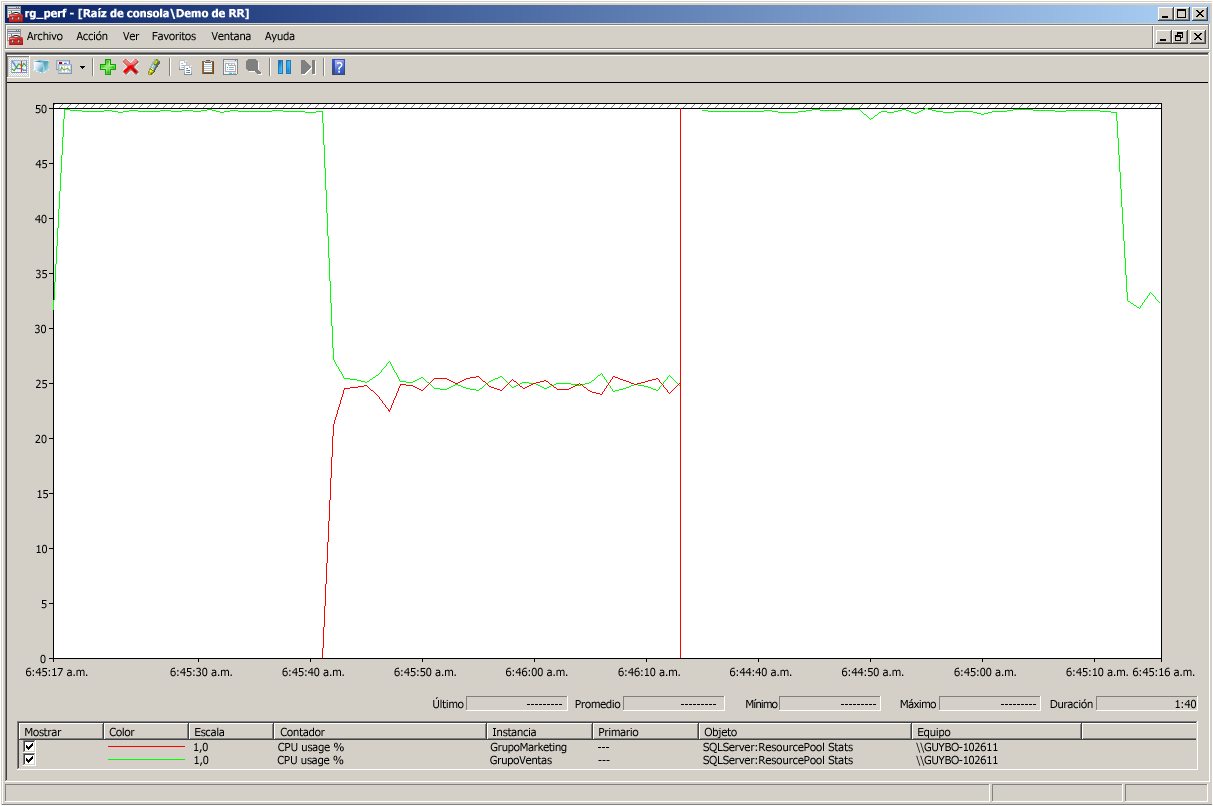 rg_perf - [Raíz de consola\Demo de RR]
Archivo Acción Ver Favoritos Ventana Ayuda
50
45
40
35
30
25
20
15
10
5
0
6:45:17 a.m. 6:45:30 a.m. 6:45:40 a.m. 6:45:50 a.m. 6:46:00 a.m. 6:46:10 a.m. 6:44:40 a.m. 6:44:50 a.m. 6:45:00 a.m. 6:45:10 a.m. 6:45:16 a.m.
Último --------- Promedio --------- Mínimo --------- Máximo --------- Duración 1:40
Mostrar Color Escala Contador Instancia Primario Objeto Equipo
1,0 CPU usage % GrupoMarketing --- SQLServer:ResourcePool Stats \\GUYBO-102611
1,0 CPU usage % GrupoVentas --- SQLServer:ResourcePool Stats \\GUYBO-102611